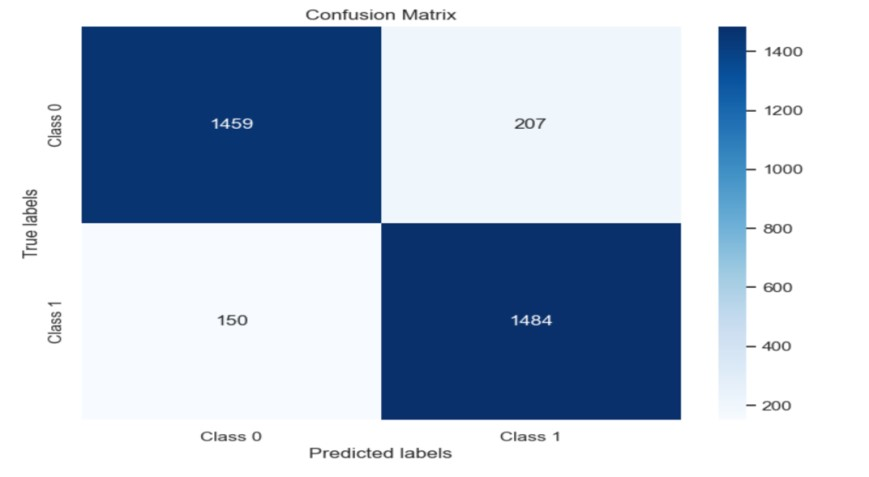 Confusion Matrix
Class 0
1459
207
True labels
Class 1
150
1484
Class 0
Class 1
Predicted labels
1400
1200
1000
800
600
400
200